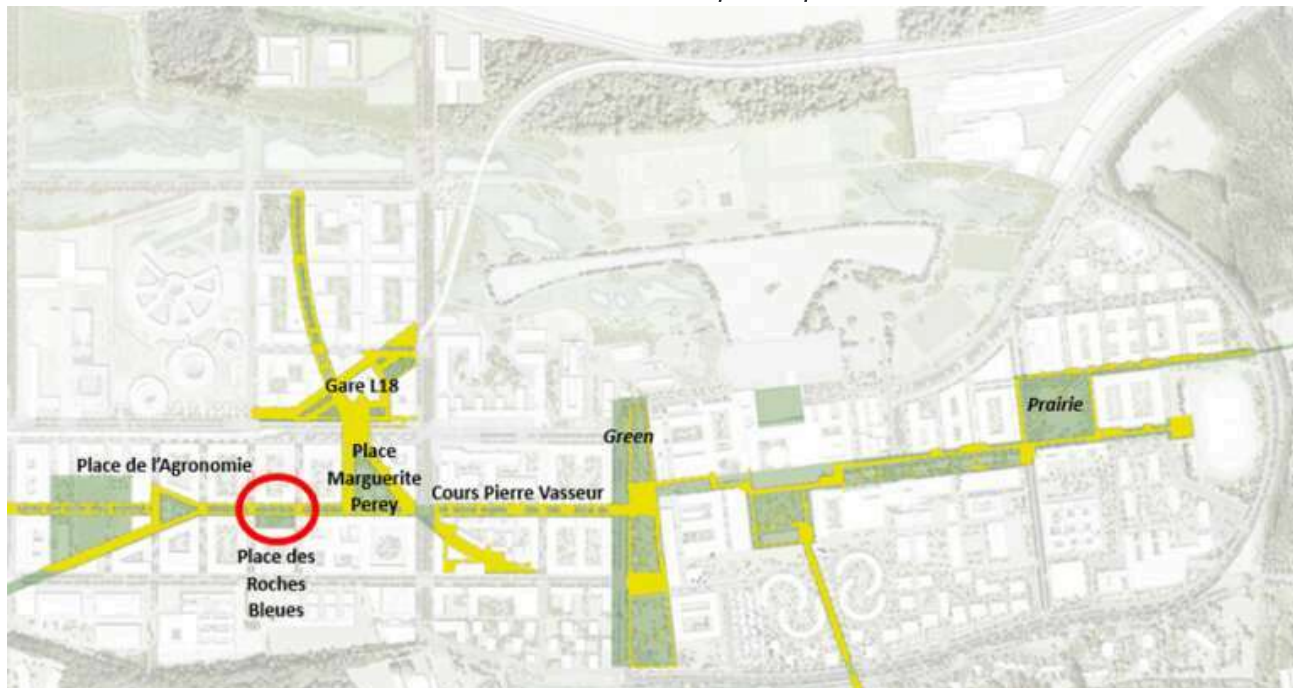 Gare L18
Green
Prairie
Place de l'Agronomie
Place
Marguerite
Perey
Cours Pierre Vasseur
Place des
Roches
Bleues